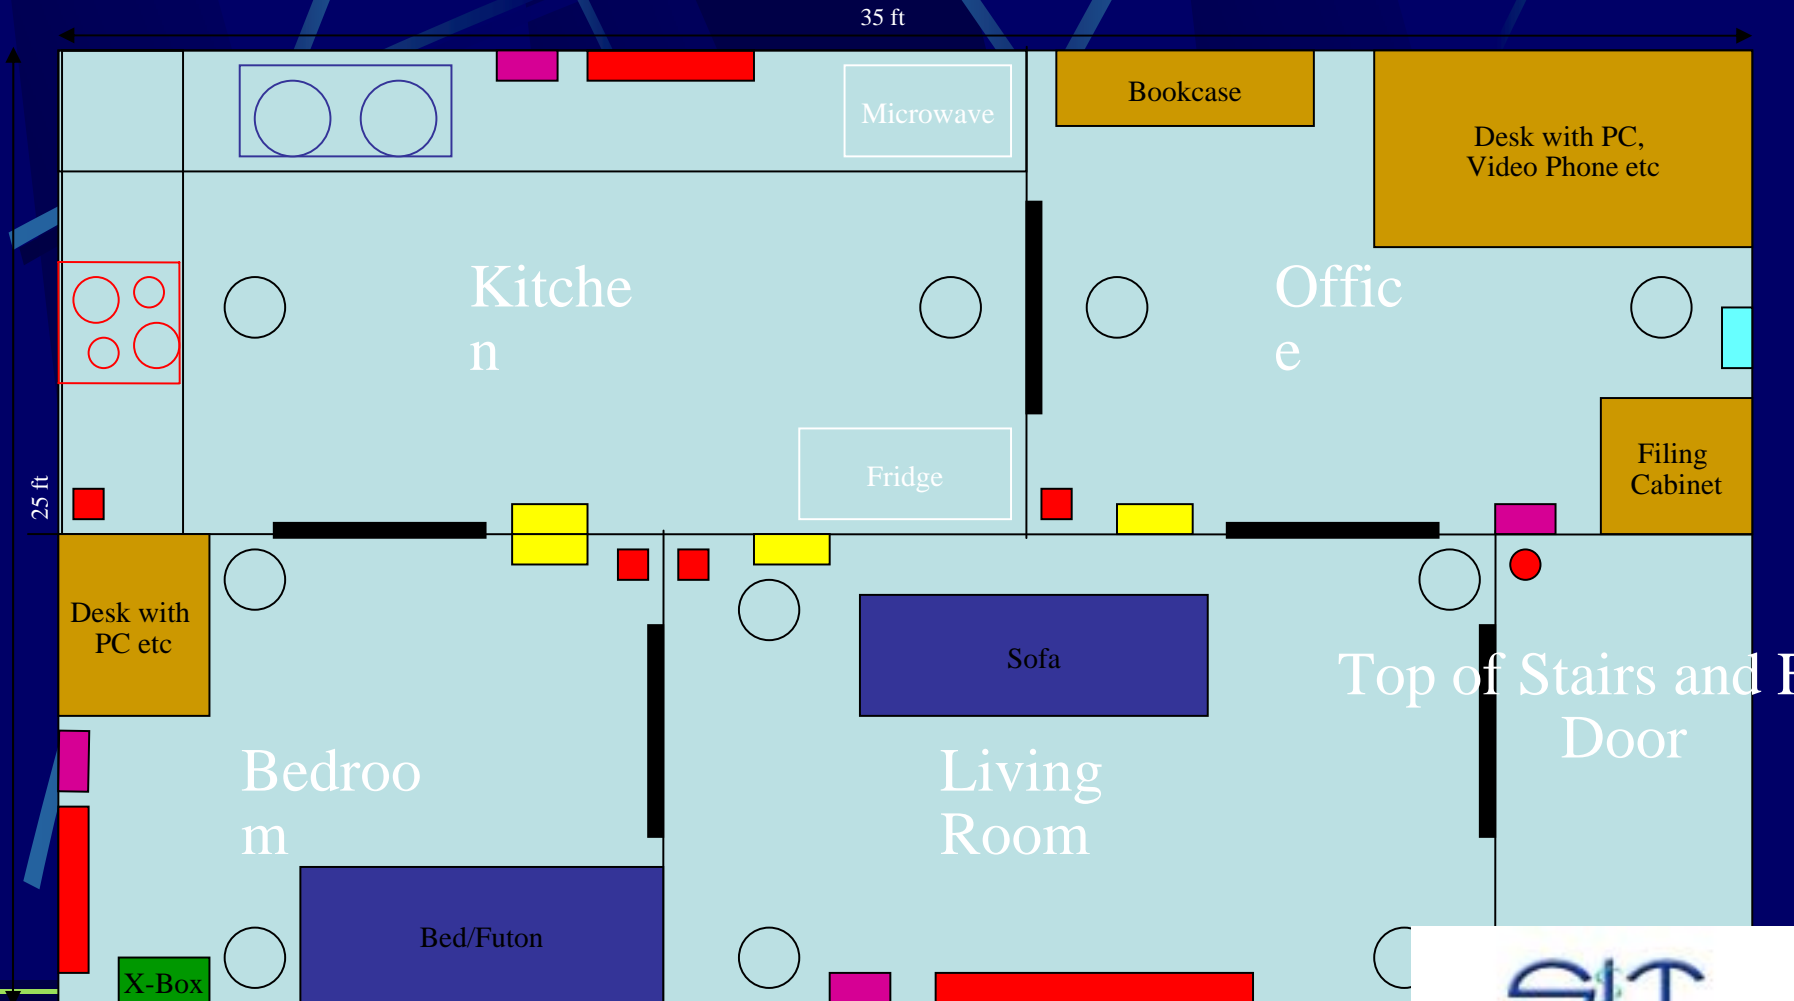 35 ft
25 ft
Microwave
Bookcase
Desk with PC,
Video Phone etc
Kitche
n
Offic
e
Fridge
Filing
Cabinet
Desk with
PC etc
Sofa
Top of Stairs and
Door
Bedroo
m
Living
Room
Bed/Futon
X-Box